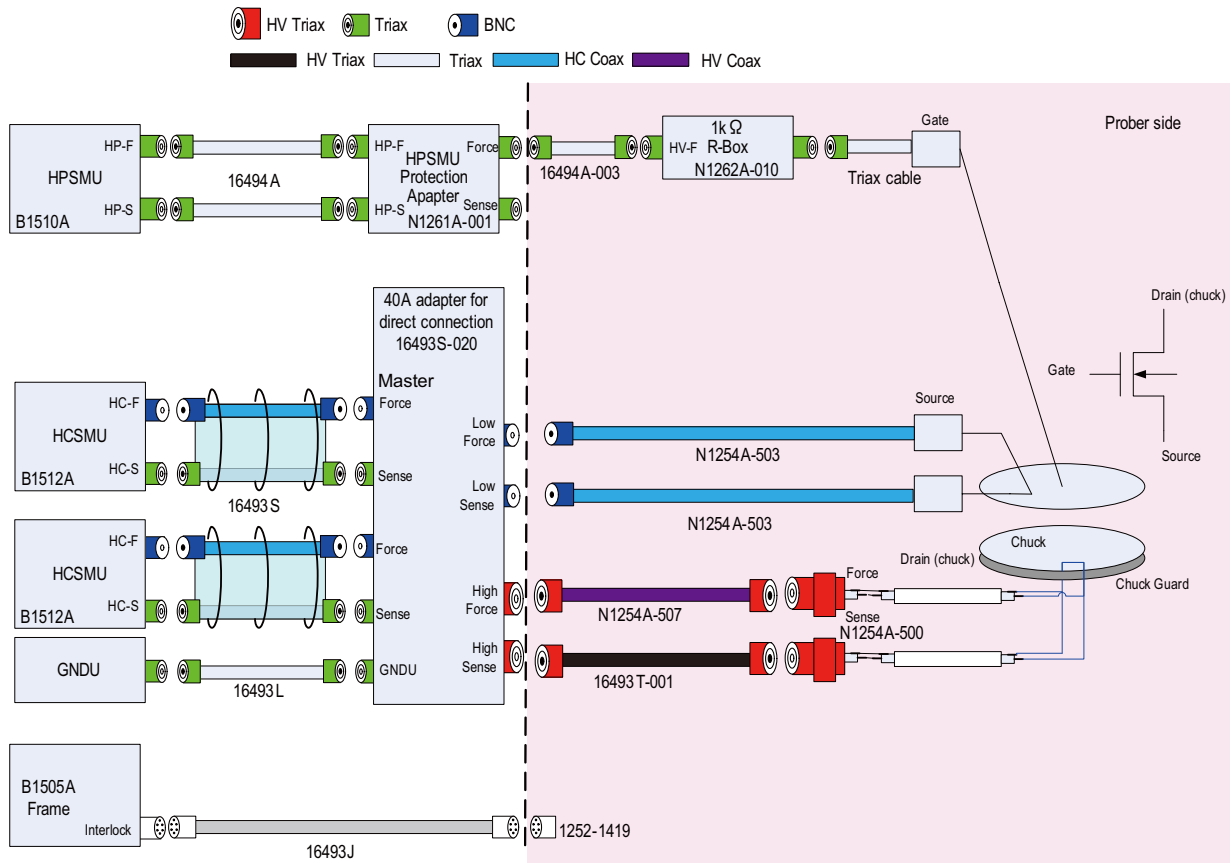 HV Triax
Triax
BNC
HV Triax
Triax
HC Coax
HV Coax
Prober side
HPSMU
B1510A
HP-F
HP-S
16494A
HP-F
HP-S
HPSMU
Protection
Apapter
N1261A-001
Force
Sense
16494A-003
1k Ω
R-Box
HV-F
N1262A-010
Triax cable
Gate
40A adapter for
direct connection
16493S-020
Master
Force
Sense
Force
Sense
GNDU
Low
Force
Low
Sense
High
Force
High
Sense
HCSMU
B1512A
HC-F
HC-S
16493S
HCSMU
B1512A
HC-F
HC-S
GNDU
16493L
Source
N1254A-503
N1254A-503
N1254A-507
16493T-001
Force
Sense
N1254A-500
Drain (chuck)
Chuck
Chuck Guard
Drain (chuck)
Gate
Source
B1505A
Frame
Interlock
16493J
1252-1419